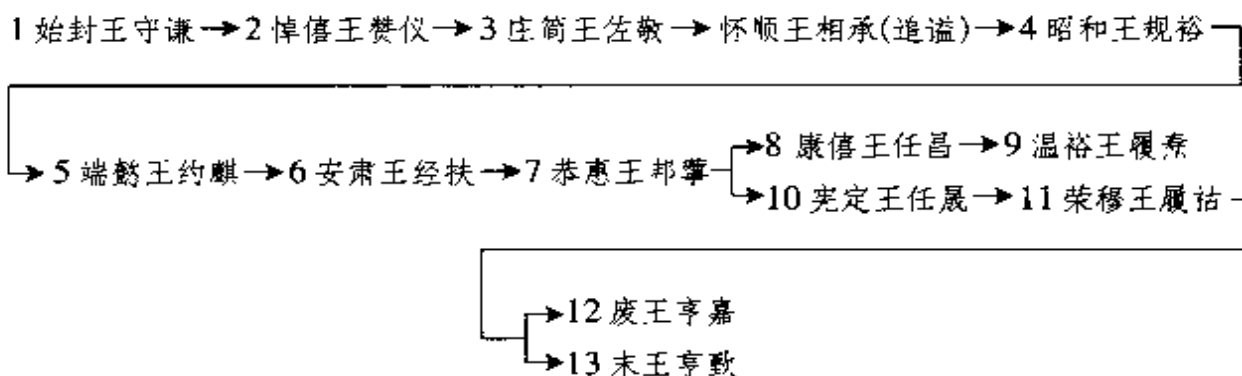 1 始封王守谦→2 悼僖王赞仪→3 庄简王佐敬→怀顺王相承(追谥)→4 昭和王规裕
5 端懿王约麒→6 安肃王经扶→7 恭惠王邦苧
8 康僖王任昌→9 温裕王履焘
10 宪定王任晟→11 荣穆王履祜
12 废王亨嘉
13 末王亨歅